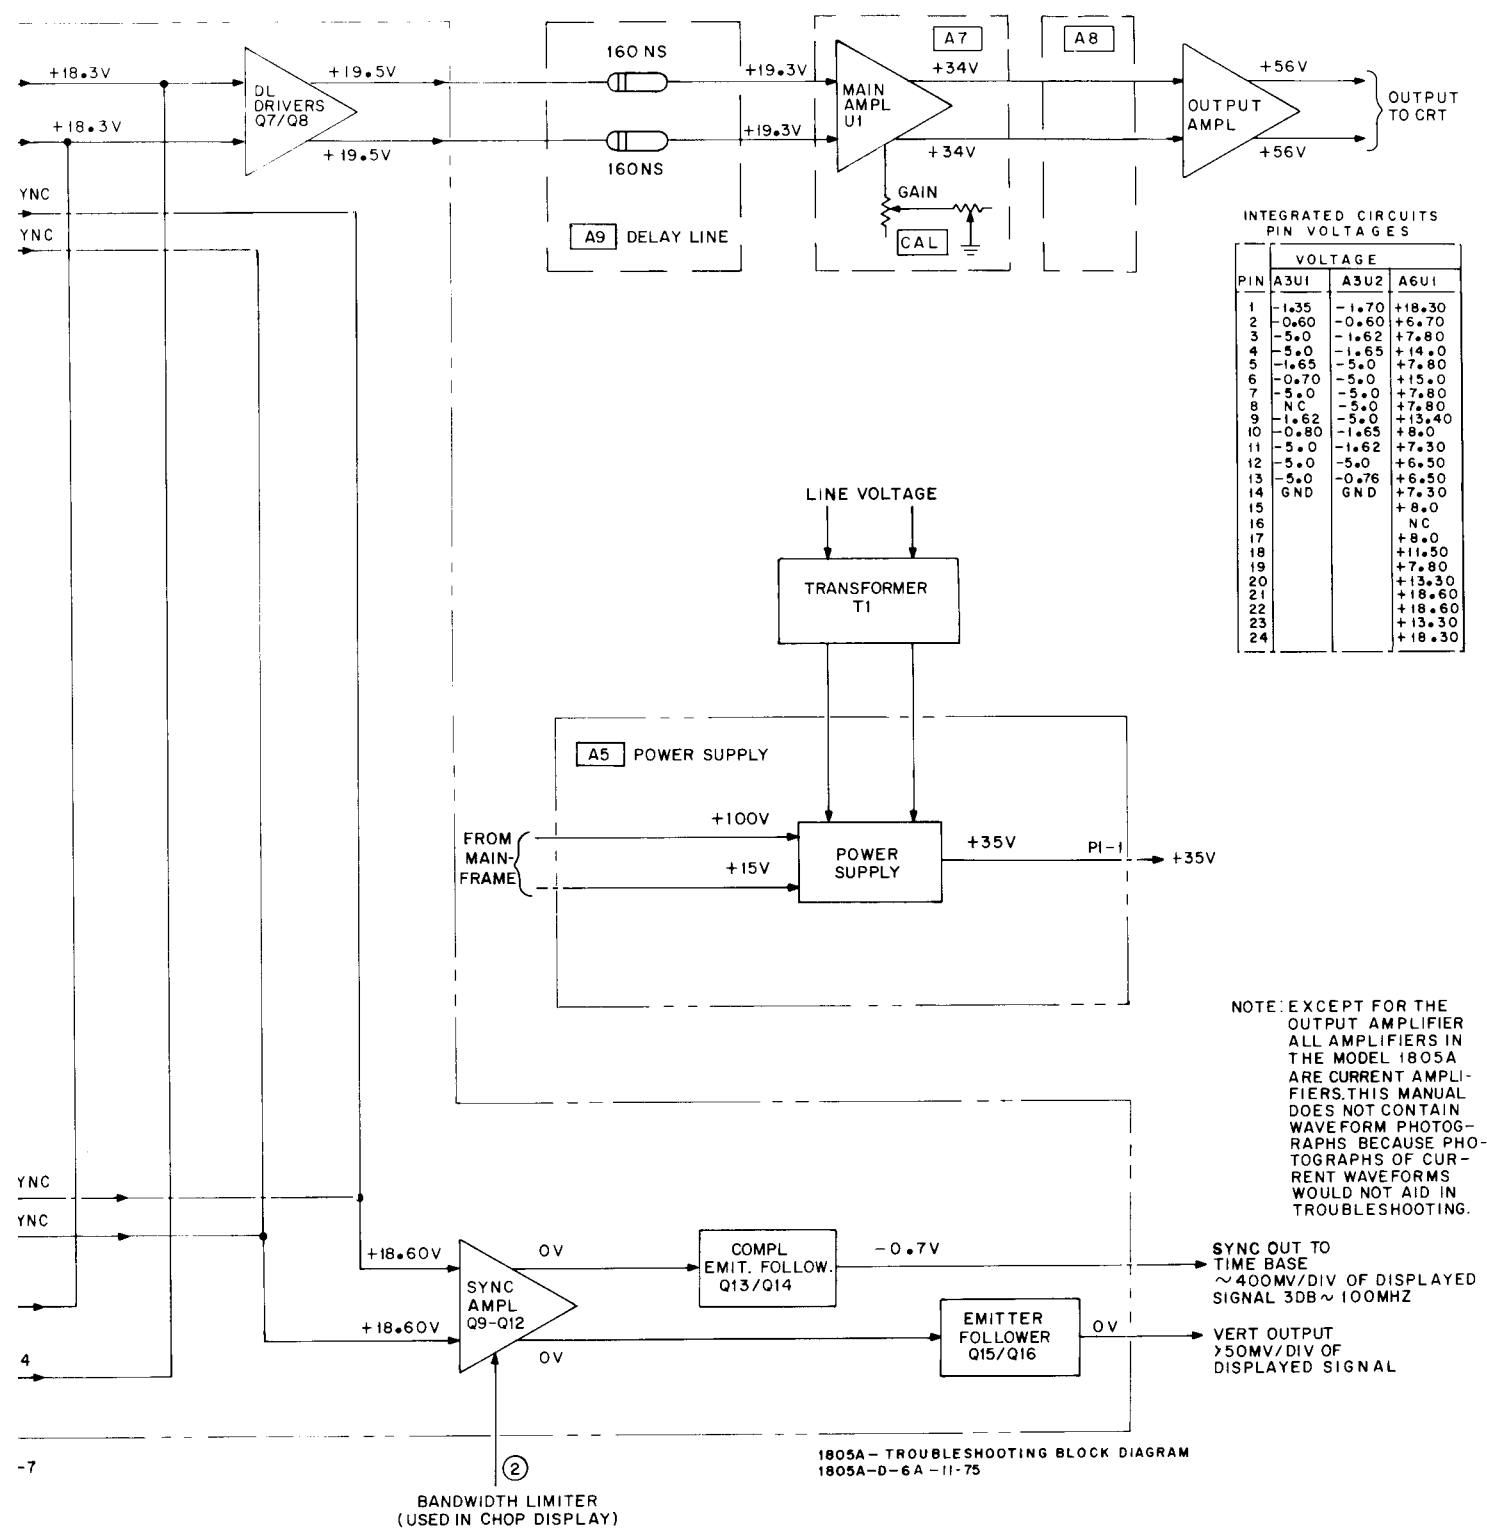 +18.3V
+18.3V
DL
DRIVERS
Q7/Q8
+19.5V
+19.5V
160 NS
160NS
A9 DELAY LINE
+19.3V
+19.3V
A7
MAIN
AMPL
U1
+34V
+34V
GAIN
CAL
A8
OUTPUT
AMPL
+56V
+56V
OUTPUT
TO CRT
YNC
YNC
INTEGRATED CIRCUITS
PIN VOLTAGES
VOLTAGE
PIN A3U1 A3U2 A6U1
1 -1.35 -1.70 +18.30
2 -0.60 -0.60 +6.70
3 -5.0 -1.62 +7.80
4 -5.0 -1.65 +14.0
5 -1.65 -5.0 +7.80
6 -0.70 -5.0 +15.0
7 -5.0 -5.0 +7.80
8 NC -5.0 +7.80
9 -1.62 -5.0 +13.40
10 -0.80 -1.65 +8.0
11 -5.0 -1.62 +7.30
12 -5.0 -5.0 +6.50
13 -5.0 -0.76 +6.50
14 GND GND +7.30
15 +8.0
16 NC
17 +8.0
18 +11.50
19 +7.80
20 +13.30
21 +18.60
22 +18.60
23 +13.30
24 +18.30
LINE VOLTAGE
TRANSFORMER
T1
A5 POWER SUPPLY
FROM
MAIN-
FRAME
+100V
+15V
POWER
SUPPLY
+35V
P1-1
+35V
NOTE: EXCEPT FOR THE
OUTPUT AMPLIFIER
ALL AMPLIFIERS IN
THE MODEL 1805A
ARE CURRENT AMPLI-
FIERS. THIS MANUAL
DOES NOT CONTAIN
WAVEFORM PHOTOG-
RAPHS BECAUSE PHO-
TOGRAPHS OF CUR-
RENT WAVEFORMS
WOULD NOT AID IN
TROUBLESHOOTING.
YNC
YNC
+18.60V
+18.60V
SYNC
AMPL
Q9-Q12
0V
0V
COMPL
EMIT. FOLLOW.
Q13/Q14
-0.7V
SYNC OUT TO
TIME BASE
~400MV/DIV OF DISPLAYED
SIGNAL 3DB ~ 100MHZ
EMITTER
FOLLOWER
Q15/Q16
0V
VERT OUTPUT
>50MV/DIV OF
DISPLAYED SIGNAL
4
-7
2
BANDWIDTH LIMITER
(USED IN CHOP DISPLAY)
1805A- TROUBLESHOOTING BLOCK DIAGRAM
1805A-D-6A-11-75